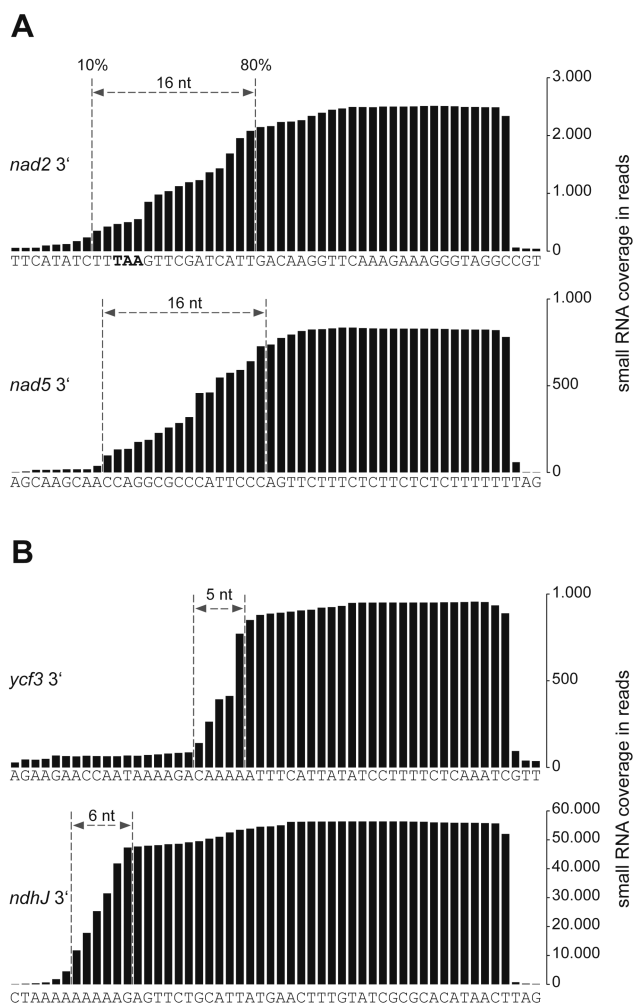 A
10% 80%
16 nt
3.000
2.000
1.000
0
nad2 3‘
TTCATATCTTTAAGTTCGATCATTGACAAGGTTCAAAGAAAGGGTAGGCCGT
small RNA coverage in reads
16 nt
1.000
500
0
nad5 3‘
AGCAAGCAACCAGGCGCCCATTCCCAGTTCTTTCTCTTCTCTCTTTTTTTAG
B
5 nt
1.000
500
0
ycf3 3‘
AGAAGAACCAATAAAAGACAAAAATTTCATTATATCCTTTTCTCAAATCGTT
small RNA coverage in reads
6 nt
60.000
50.000
40.000
30.000
20.000
10.000
0
ndhJ 3‘
CTAAAAAAAAAGAGTTCTGCATTATGAACTTTGTATCGCGCACATAACTTAG